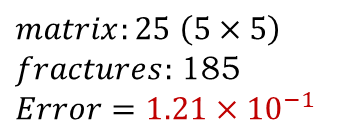 matrix: 25 (5 × 5)
fractures: 185
Error = 1.21 × 10⁻¹